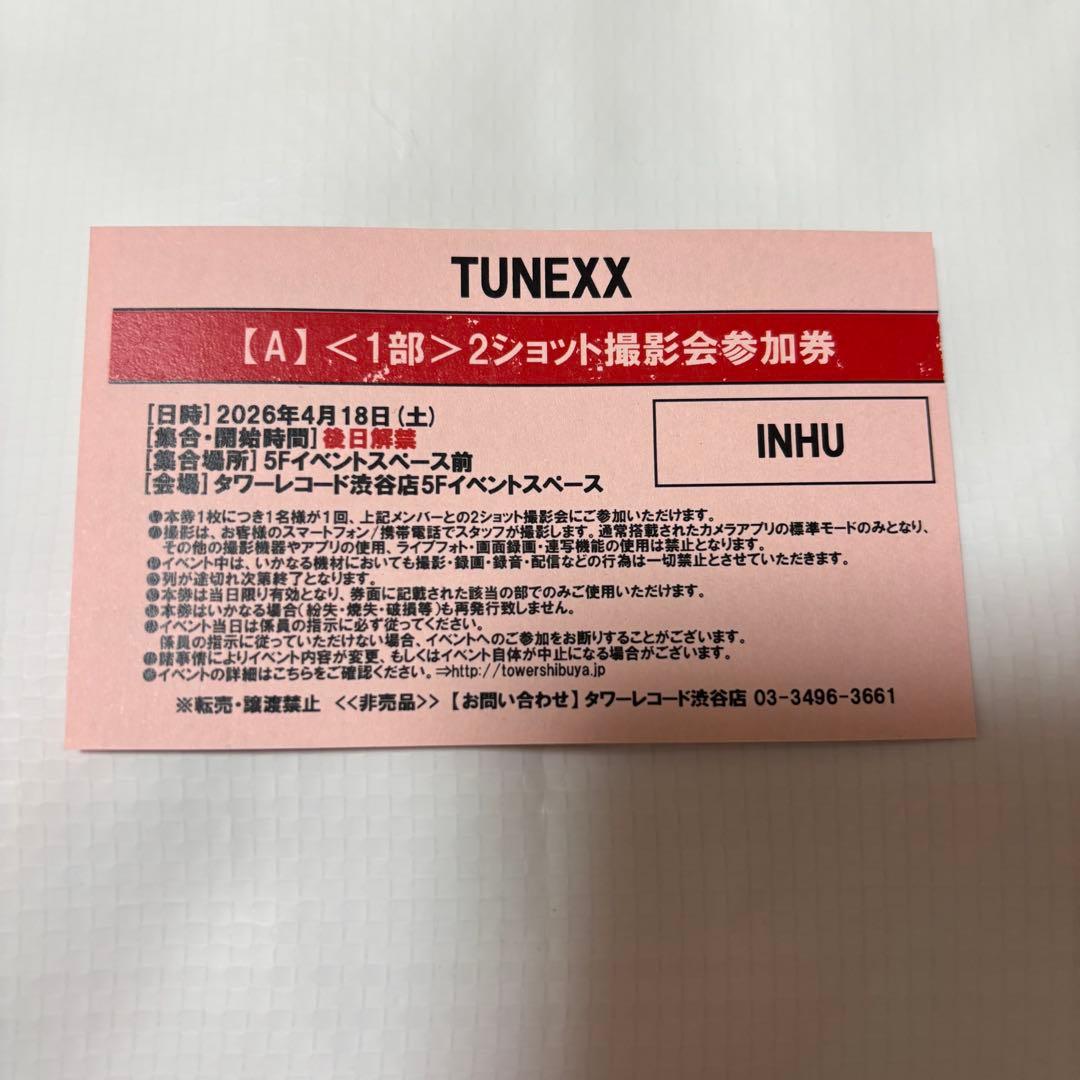 TUNEXX
【A】＜1部＞2ショット撮影会参加券
[日時] 2026年4月18日(土)
[集合・開始時間] 後日解禁
[集合場所] 5Fイベントスペース前
[会場] タワーレコード渋谷店5Fイベントスペース
INHU
●本券1枚につき1名様が1回、上記メンバーとの2ショット撮影会にご参加いただけます。
●撮影は、お客様のスマートフォン/携帯電話でスタッフが撮影します。通常搭載されたカメラアプリの標準モードのみとなり、
その他の撮影機器やアプリの使用、ライブフォト・画面録画・連写機能の使用は禁止となります。
●イベント中は、いかなる機材においても撮影・録画・録音・配信などの行為は一切禁止とさせていただきます。
●列が途切れ次第終了となります。
●本券は当日限り有効となり、券面に記載された該当の部でのみご使用いただけます。
●本券はいかなる場合(紛失・焼失・破損等)も再発行致しません。
●イベント当日は係員の指示に必ず従ってください。
係員の指示に従っていただけない場合、イベントへのご参加をお断りすることがございます。
●諸事情によりイベント内容が変更、もしくはイベント自体が中止になる場合がございます。
●イベントの詳細はこちらをご確認ください。⇒http://towershibuya.jp
※転売・譲渡禁止 <<非売品>> 【お問い合わせ】タワーレコード渋谷店 03-3496-3661